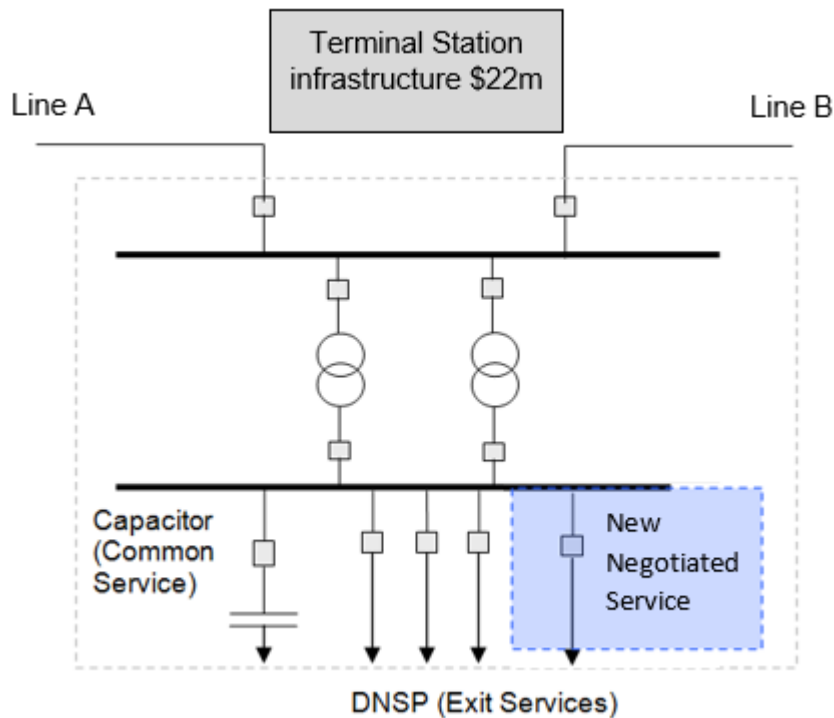 Terminal Station
infrastructure $22m
Line A
Line B
Capacitor
(Common
Service)
New
Negotiated
Service
DNSP (Exit Services)